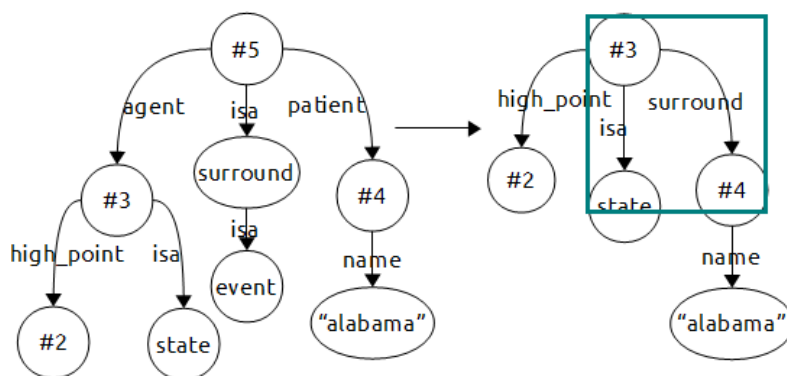 #5
#3
agent
isa
patient
high_point
surround
isa
surround
#2
#3
#4
state
#4
isa
high_point
isa
name
name
event
#2
state
“alabama”
“alabama”